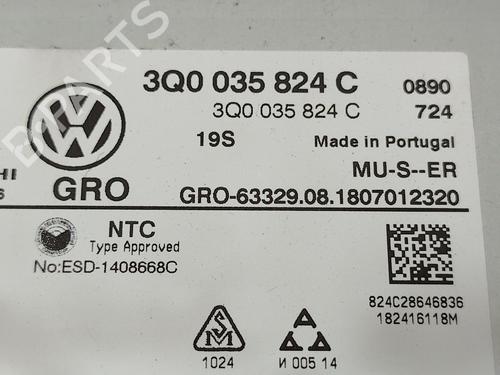 3Q0 035 824 C 0890
3Q0 035 824 C 724
19S Made in Portugal
MU-S--ER
GRO GRO-63329.08.1807012320
NTC
Type Approved
No:ESD-1408668C
824C28646836
182416118M
1024 И 005 14